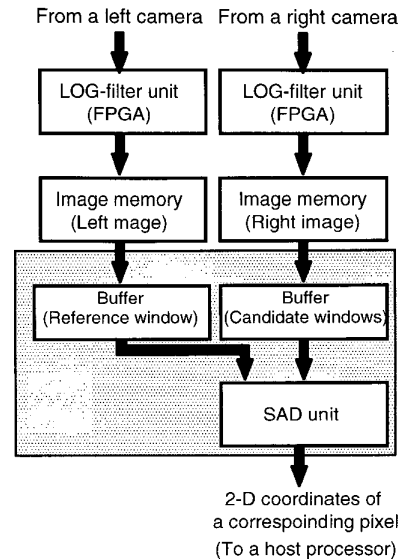 From a left camera
From a right camera
LOG-filter unit
(FPGA)
LOG-filter unit
(FPGA)
Image memory
(Left mage)
Image memory
(Right image)
Buffer
(Reference window)
Buffer
(Candidate windows)
SAD unit
2-D coordinates of
a correspoinding pixel
(To a host processor)